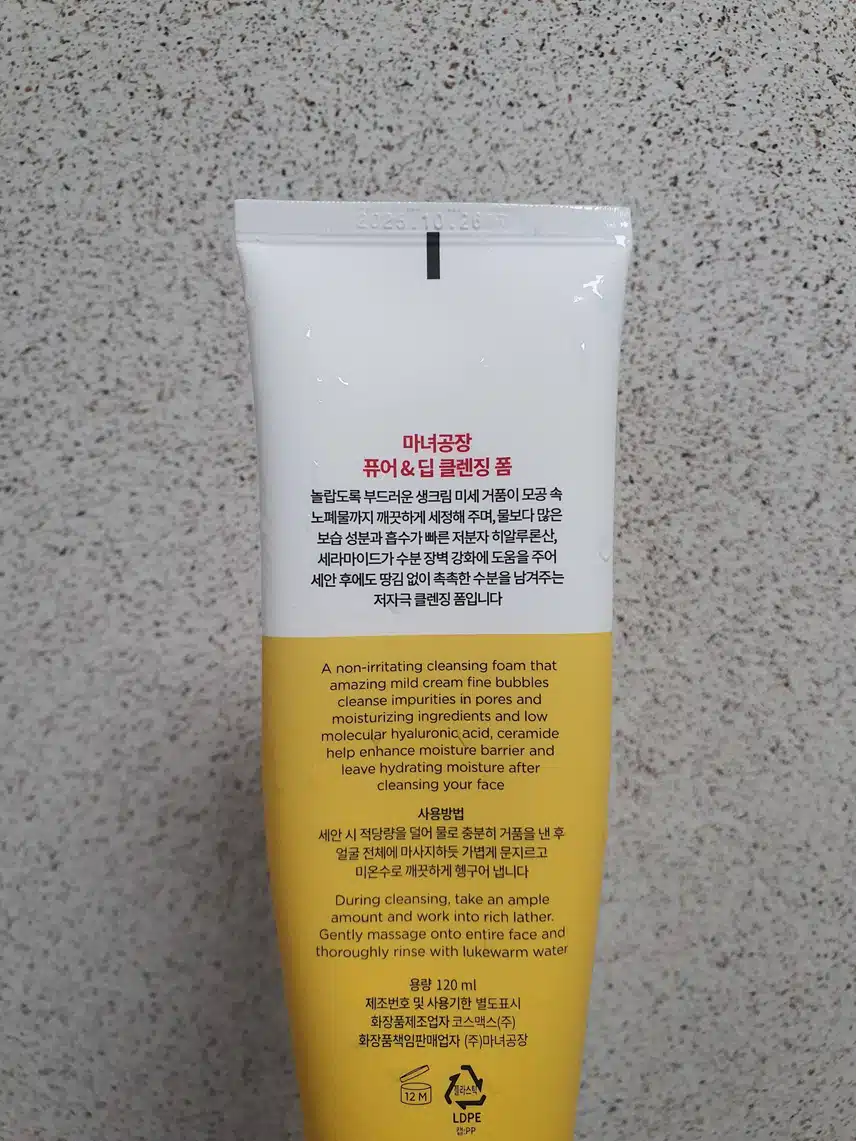 마녀공장
퓨어 & 딥 클렌징 폼
놀랍도록 부드러운 생크림 미세 거품이 모공 속
노폐물까지 깨끗하게 세정해 주며, 물보다 많은
보습 성분과 흡수가 빠른 저분자 히알루론산,
세라마이드가 수분 장벽 강화에 도움을 주어
세안 후에도 땅김 없이 촉촉한 수분을 남겨주는
저자극 클렌징 폼입니다
A non-irritating cleansing foam that
amazing mild cream fine bubbles
cleanse impurities in pores and
moisturizing ingredients and low
molecular hyaluronic acid, ceramide
help enhance moisture barrier and
leave hydrating moisture after
cleansing your face
사용방법
세안 시 적당량을 덜어 물로 충분히 거품을 낸 후
얼굴 전체에 마사지하듯 가볍게 문지르고
미온수로 깨끗하게 헹구어 냅니다
During cleansing, take an ample
amount and work into rich lather.
Gently massage onto entire face and
thoroughly rinse with lukewarm water
용량 120 ml
제조번호 및 사용기한 별도표시
화장품제조업자 코스맥스(주)
화장품책임판매업자 (주)마녀공장
12 M
플라스틱
LDPE
캡:PP